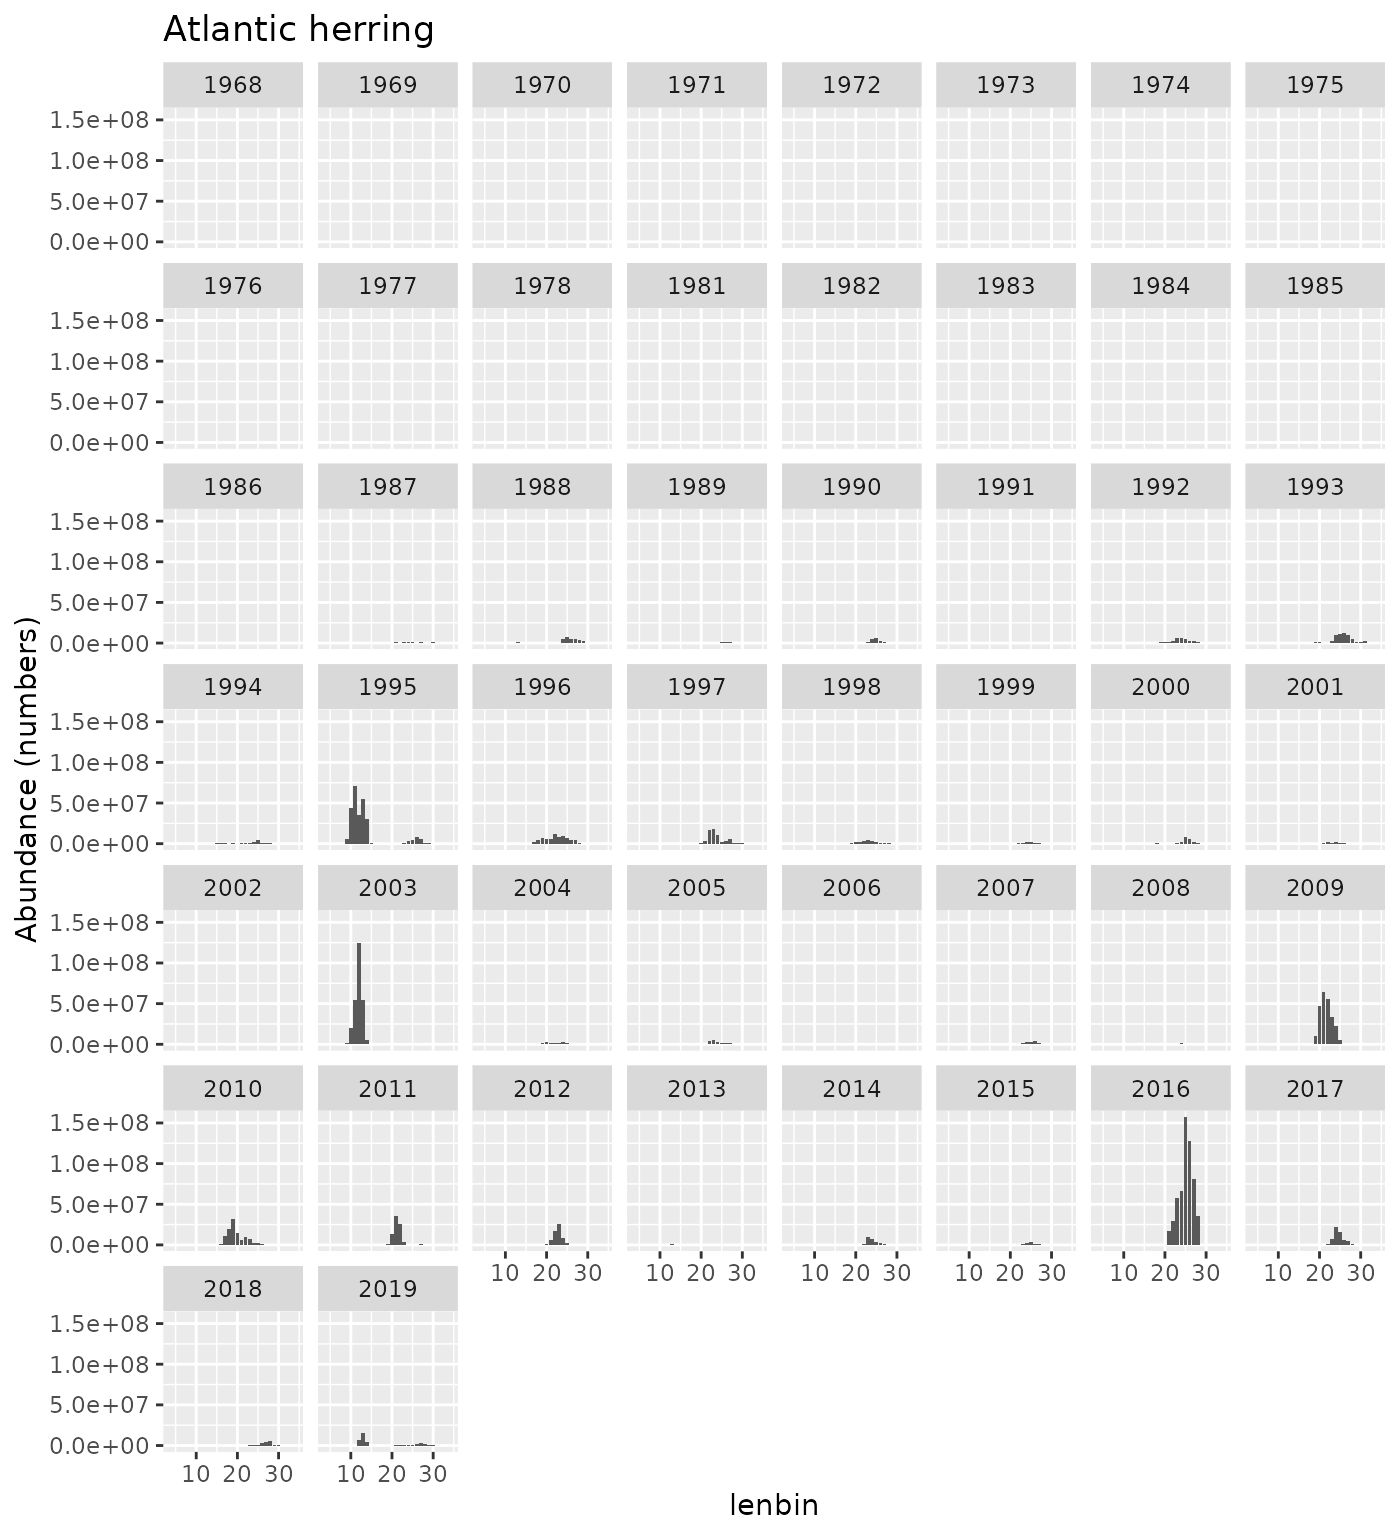 Atlantic herring
1968 1969 1970 1971 1972 1973 1974 1975
1.5e+08
1.0e+08
5.0e+07
0.0e+00
1976 1977 1978 1981 1982 1983 1984 1985
1.5e+08
1.0e+08
5.0e+07
0.0e+00
1986 1987 1988 1989 1990 1991 1992 1993
1.5e+08
1.0e+08
5.0e+07
0.0e+00
Abundance (numbers)
1994 1995 1996 1997 1998 1999 2000 2001
1.5e+08
1.0e+08
5.0e+07
0.0e+00
2002 2003 2004 2005 2006 2007 2008 2009
1.5e+08
1.0e+08
5.0e+07
0.0e+00
2010 2011 2012 2013 2014 2015 2016 2017
1.5e+08
1.0e+08
5.0e+07
0.0e+00
10 20 30 10 20 30 10 20 30 10 20 30 10 20 30 10 20 30
2018 2019
1.5e+08
1.0e+08
5.0e+07
0.0e+00
10 20 30 10 20 30
lenbin